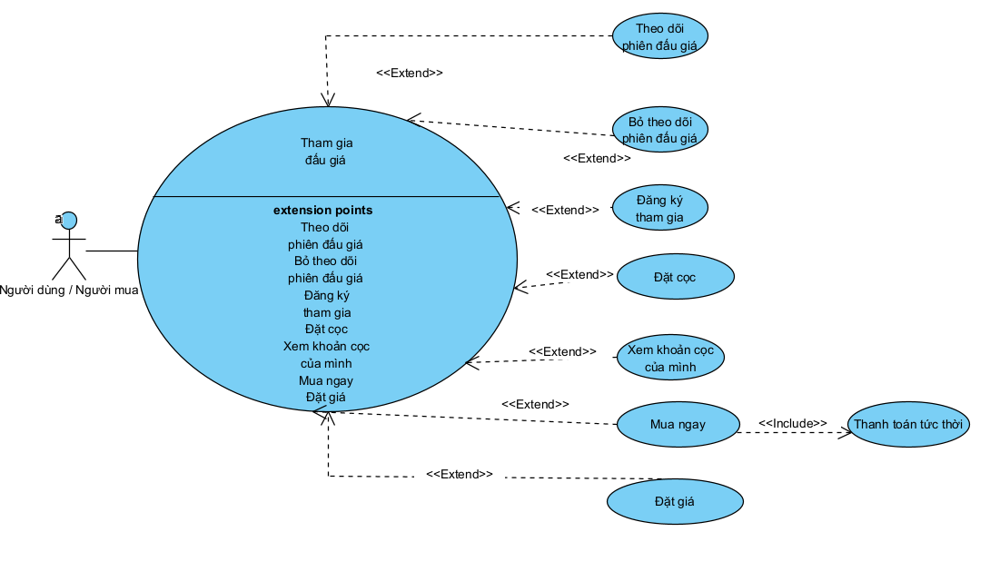 Theo dõi
phiên đấu giá
<<Extend>>
Bỏ theo dõi
phiên đấu giá
<<Extend>>
Tham gia
đấu giá
extension points
Theo dõi
phiên đấu giá
Bỏ theo dõi
phiên đấu giá
Đăng ký
tham gia
Đặt cọc
Xem khoản cọc
của mình
Mua ngay
Đặt giá
Người dùng / Người mua
<<Extend>>
Đăng ký
tham gia
<<Extend>>
Đặt cọc
<<Extend>>
Xem khoản cọc
của mình
<<Extend>>
Mua ngay
<<Include>>
Thanh toán tức thời
<<Extend>>
Đặt giá